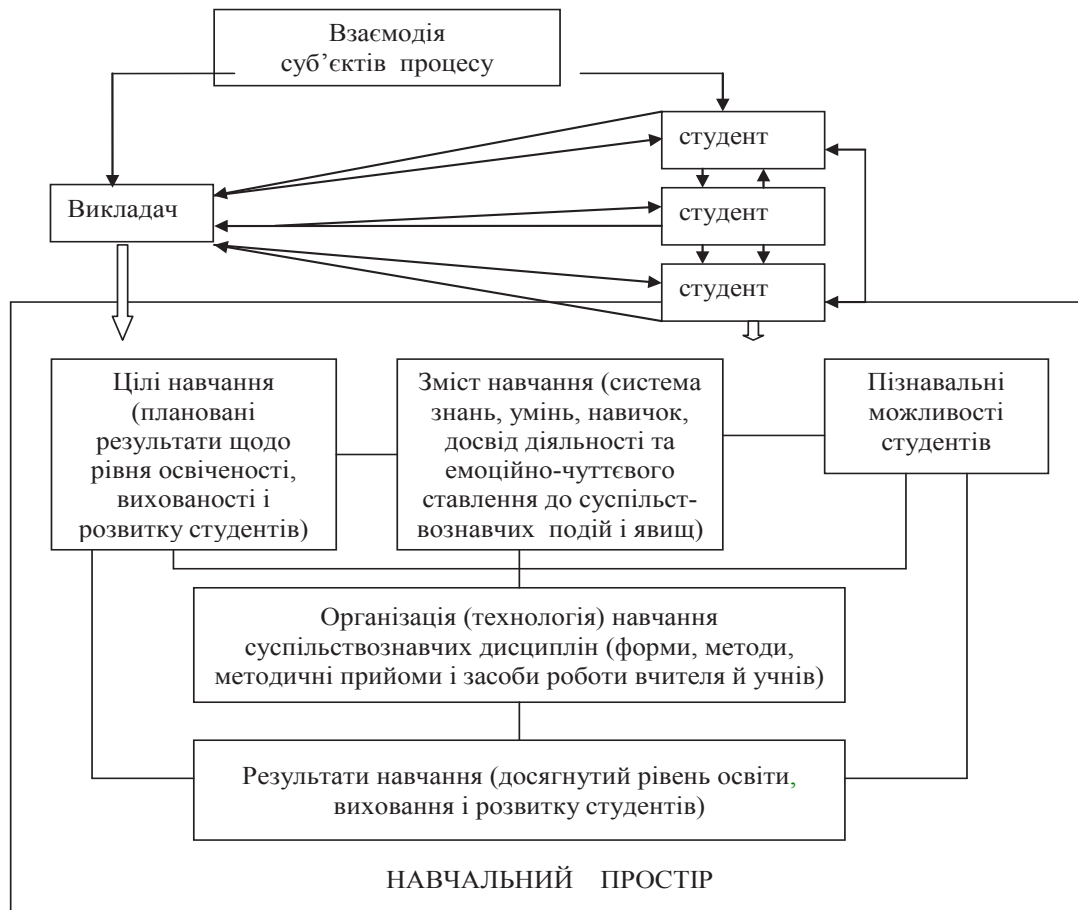 Взаємодія
суб’єктів процесу
студент
Викладач
студент
студент
Цілі навчання
(плановані
результати щодо
рівня освіченості,
вихованості і
розвитку студентів)
Зміст навчання (система
знань, умінь, навичок,
досвід діяльності та
емоційно-чуттєвого
ставлення до суспільст-
вознавчих подій і явищ)
Пізнавальні
можливості
студентів
Організація (технологія) навчання
суспільствознавчих дисциплін (форми, методи,
методичні прийоми і засоби роботи вчителя й учнів)
Результати навчання (досягнутий рівень освіти,
виховання і розвитку студентів)
НАВЧАЛЬНИЙ ПРОСТІР